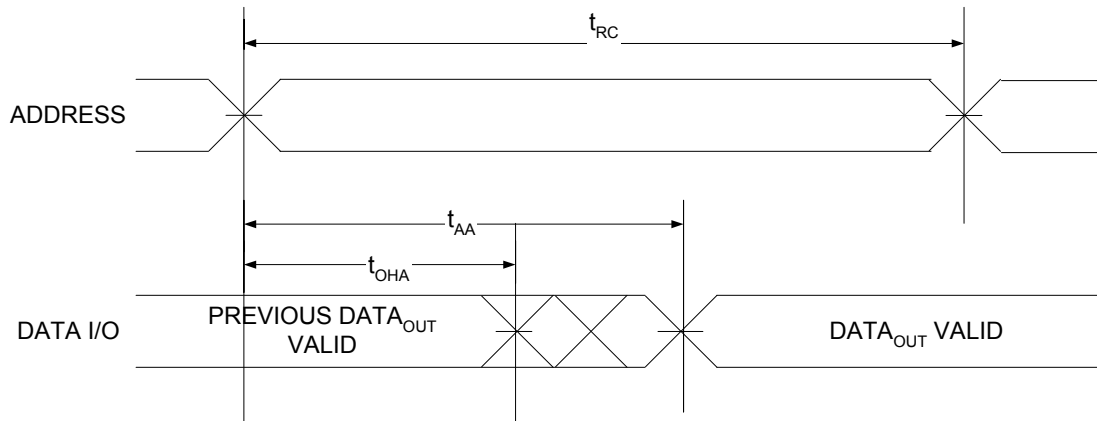 tRC
ADDRESS
tAA
tOHA
DATA I/O
PREVIOUS DATAOUT
VALID
DATAOUT VALID